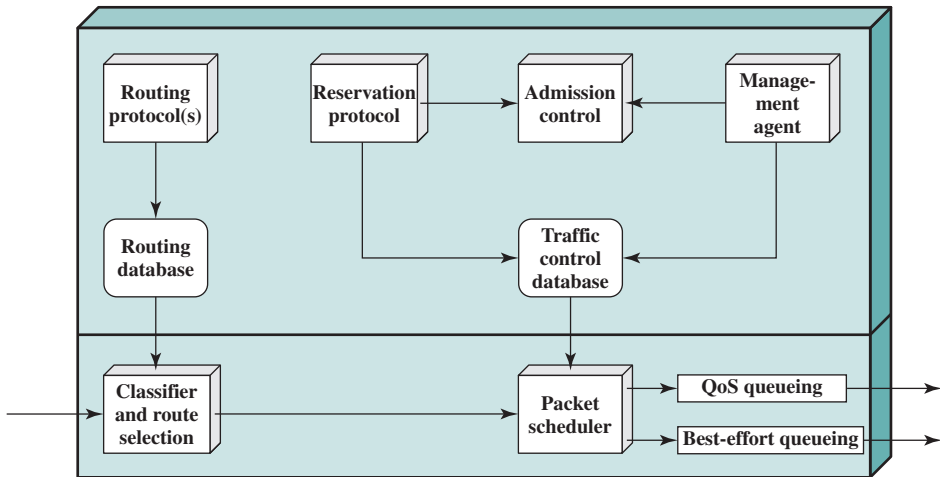 Routing
protocol(s)
Reservation
protocol
Admission
control
Manage-
ment
agent
Routing
database
Traffic
control
database
Classifier
and route
selection
Packet
scheduler
QoS queueing
Best-effort queueing